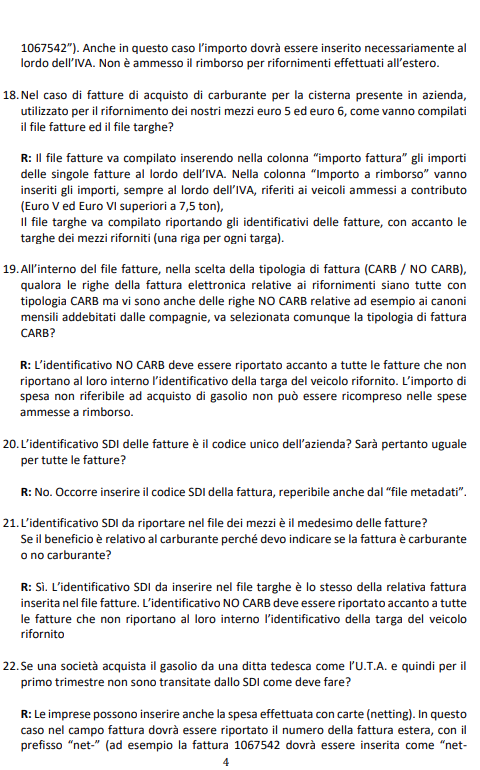 1067542”). Anche in questo caso l’importo dovrà essere inserito necessariamente al
lordo dell’IVA. Non è ammesso il rimborso per rifornimenti effettuati all’estero.
18. Nel caso di fatture di acquisto di carburante per la cisterna presente in azienda,
utilizzato per il rifornimento dei nostri mezzi euro 5 ed euro 6, come vanno compilati
il file fatture ed il file targhe?
R: Il file fatture va compilato inserendo nella colonna “importo fattura” gli importi
delle singole fatture al lordo dell’IVA. Nella colonna “Importo a rimborso” vanno
inseriti gli importi, sempre al lordo dell’IVA, riferiti ai veicoli ammessi a contributo
(Euro V ed Euro VI superiori a 7,5 ton),
Il file targhe va compilato riportando gli identificativi delle fatture, con accanto le
targhe dei mezzi riforniti (una riga per ogni targa).
19. All’interno del file fatture, nella scelta della tipologia di fattura (CARB / NO CARB),
qualora le righe della fattura elettronica relative ai rifornimenti siano tutte con
tipologia CARB ma vi sono anche delle righe NO CARB relative ad esempio ai canoni
mensili addebitati dalle compagnie, va selezionata comunque la tipologia di fattura
CARB?
R: L’identificativo NO CARB deve essere riportato accanto a tutte le fatture che non
riportano al loro interno l’identificativo della targa del veicolo rifornito. L’importo di
spesa non riferibile ad acquisto di gasolio non può essere ricompreso nelle spese
ammesse a rimborso.
20. L’identificativo SDI delle fatture è il codice unico dell’azienda? Sarà pertanto uguale
per tutte le fatture?
R: No. Occorre inserire il codice SDI della fattura, reperibile anche dal “file metadati”.
21. L’identificativo SDI da riportare nel file dei mezzi è il medesimo delle fatture?
Se il beneficio è relativo al carburante perché devo indicare se la fattura è carburante
o no carburante?
R: Sì. L’identificativo SDI da inserire nel file targhe è lo stesso della relativa fattura
inserita nel file fatture. L’identificativo NO CARB deve essere riportato accanto a tutte
le fatture che non riportano al loro interno l’identificativo della targa del veicolo
rifornito
22. Se una società acquista il gasolio da una ditta tedesca come l’U.T.A. e quindi per il
primo trimestre non sono transitate dallo SDI come deve fare?
R: Le imprese possono inserire anche la spesa effettuata con carte (netting). In questo
caso nel campo fattura dovrà essere riportato il numero della fattura estera, con il
prefisso “net-” (ad esempio la fattura 1067542 dovrà essere inserita come “net-
4